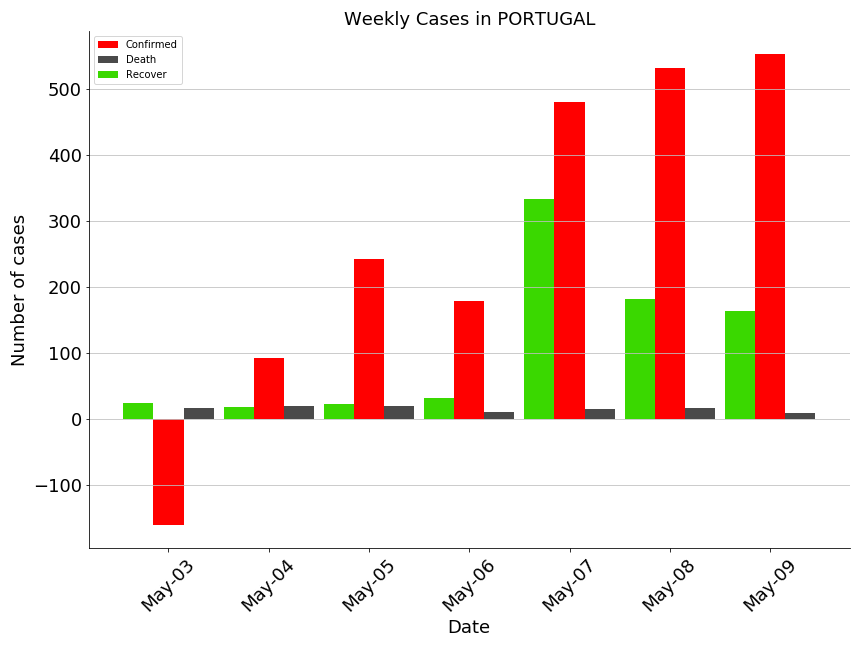 Weekly Cases in PORTUGAL
Confirmed
Death
Recover
Number of cases
500
400
300
200
100
0
−100
May-03
May-04
May-05
May-06
May-07
May-08
May-09
Date